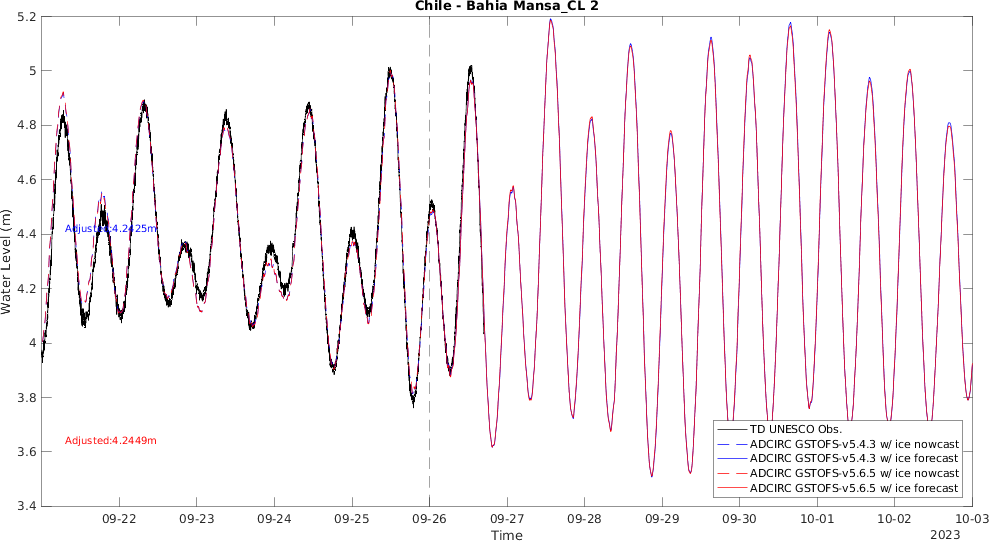 Chile - Bahia Mansa_CL 2
5.2
5
4.8
4.6
4.4
4.2
4
3.8
3.6
3.4
Water Level (m)
Adjusted:4.2425m
Adjusted:4.2449m
TD UNESCO Obs.
ADCIRC GSTOFS-v5.4.3 w/ ice nowcast
ADCIRC GSTOFS-v5.4.3 w/ ice forecast
ADCIRC GSTOFS-v5.6.5 w/ ice nowcast
ADCIRC GSTOFS-v5.6.5 w/ ice forecast
09-22 09-23 09-24 09-25 09-26 09-27 09-28 09-29 09-30 10-01 10-02 10-03
Time
2023